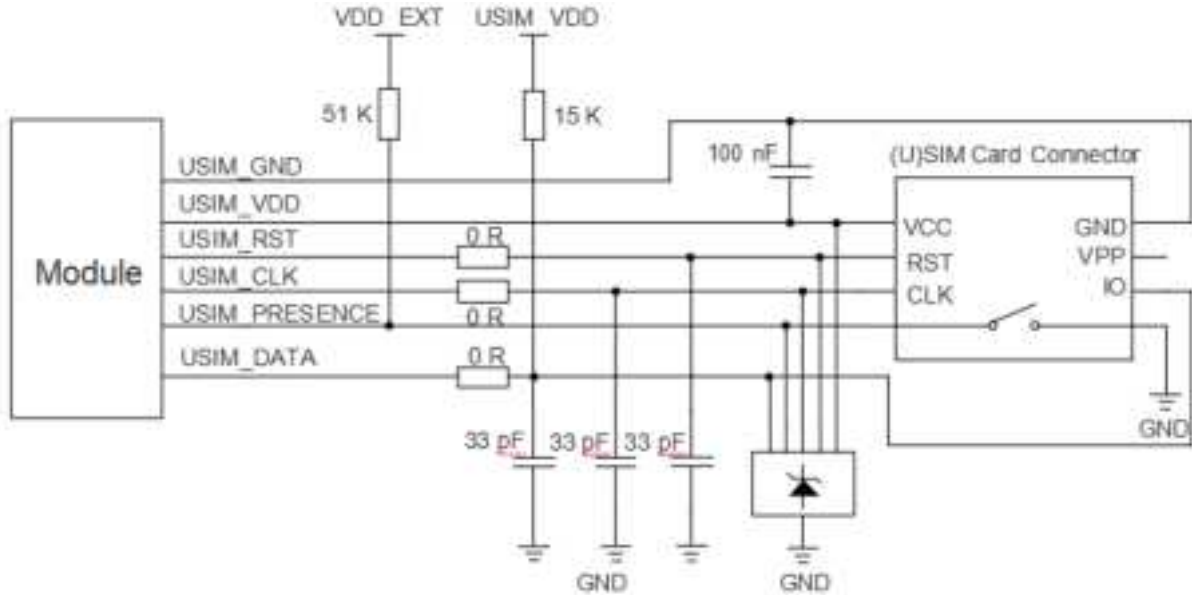 VDD_EXT USIM_VDD
51 K 15 K
100 nF (U)SIM Card Connector
USIM_GND
USIM_VDD
VCC GND
USIM_RST 0 R
RST VPP
Module
USIM_CLK
CLK IO
USIM_PRESENCE 0 R
USIM_DATA 0 R
GND
33 pF 33 pF 33 pF
GND GND